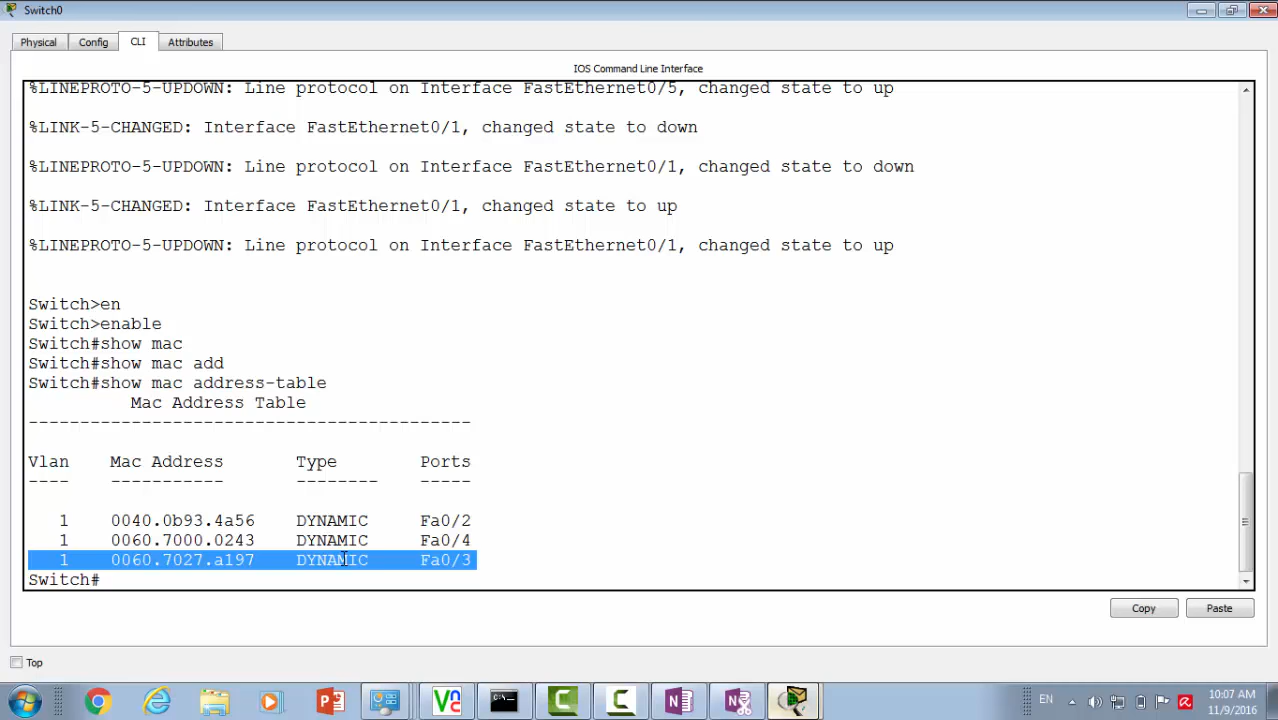 Switch0
Physical Config CLI Attributes
IOS Command Line Interface
%LINEPROTO-5-UPDOWN: Line protocol on Interface FastEthernet0/5, changed state to up
%LINK-5-CHANGED: Interface FastEthernet0/1, changed state to down
%LINEPROTO-5-UPDOWN: Line protocol on Interface FastEthernet0/1, changed state to down
%LINK-5-CHANGED: Interface FastEthernet0/1, changed state to up
%LINEPROTO-5-UPDOWN: Line protocol on Interface FastEthernet0/1, changed state to up
Switch>en
Switch>enable
Switch#show mac
Switch#show mac add
Switch#show mac address-table
Mac Address Table
-------------------------------------------
Vlan Mac Address Type Ports
---- ----------- -------- -----
1 0040.0b93.4a56 DYNAMIC Fa0/2
1 0060.7000.0243 DYNAMIC Fa0/4
1 0060.7027.a197 DYNAMIC Fa0/3
Switch#
Copy Paste
Top
EN
10:07 AM
11/9/2016